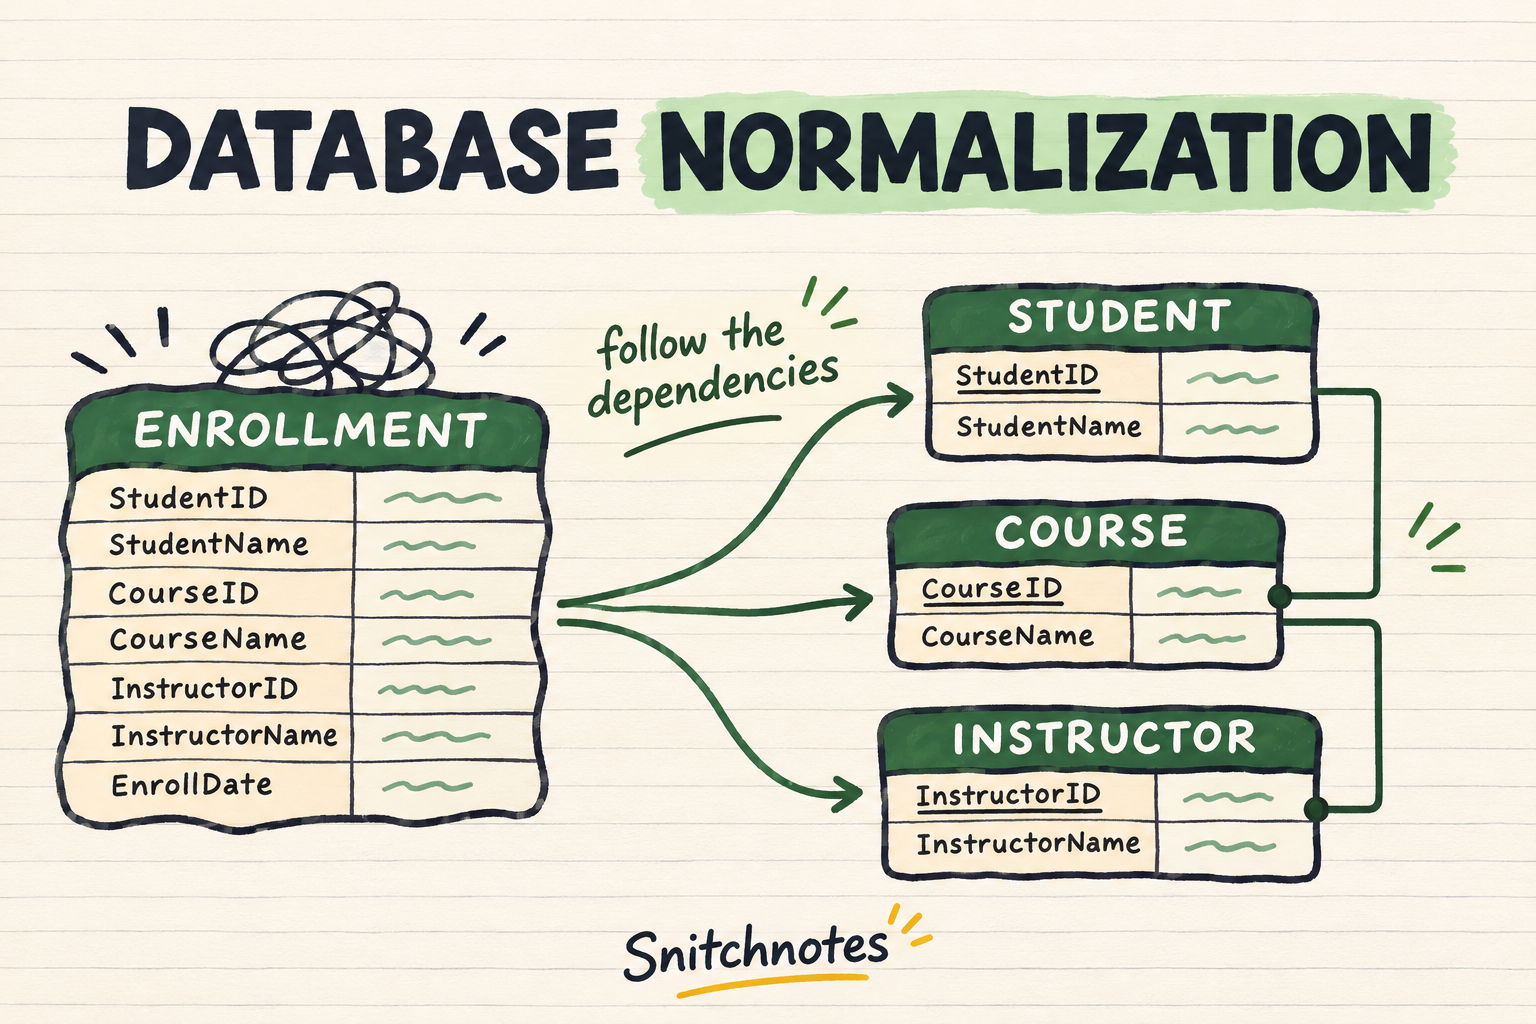 DATABASE NORMALIZATION
follow the
dependencies
ENROLLMENT
StudentID
StudentName
CourseID
CourseName
InstructorID
InstructorName
EnrollDate
STUDENT
StudentID
StudentName
COURSE
CourseID
CourseName
INSTRUCTOR
InstructorID
InstructorName
Snitchnotes